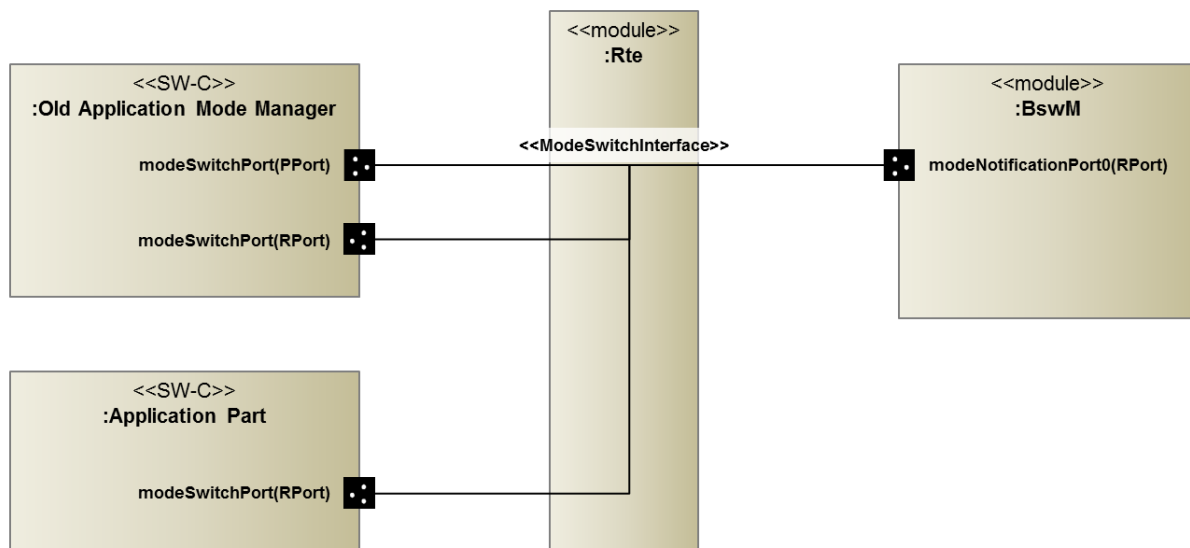 <<module>>
:Rte
<<SW-C>>
:Old Application Mode Manager
<<module>>
:BswM
<<ModeSwitchInterface>>
modeSwitchPort(PPort)
modeNotificationPort0(RPort)
modeSwitchPort(RPort)
<<SW-C>>
:Application Part
modeSwitchPort(RPort)